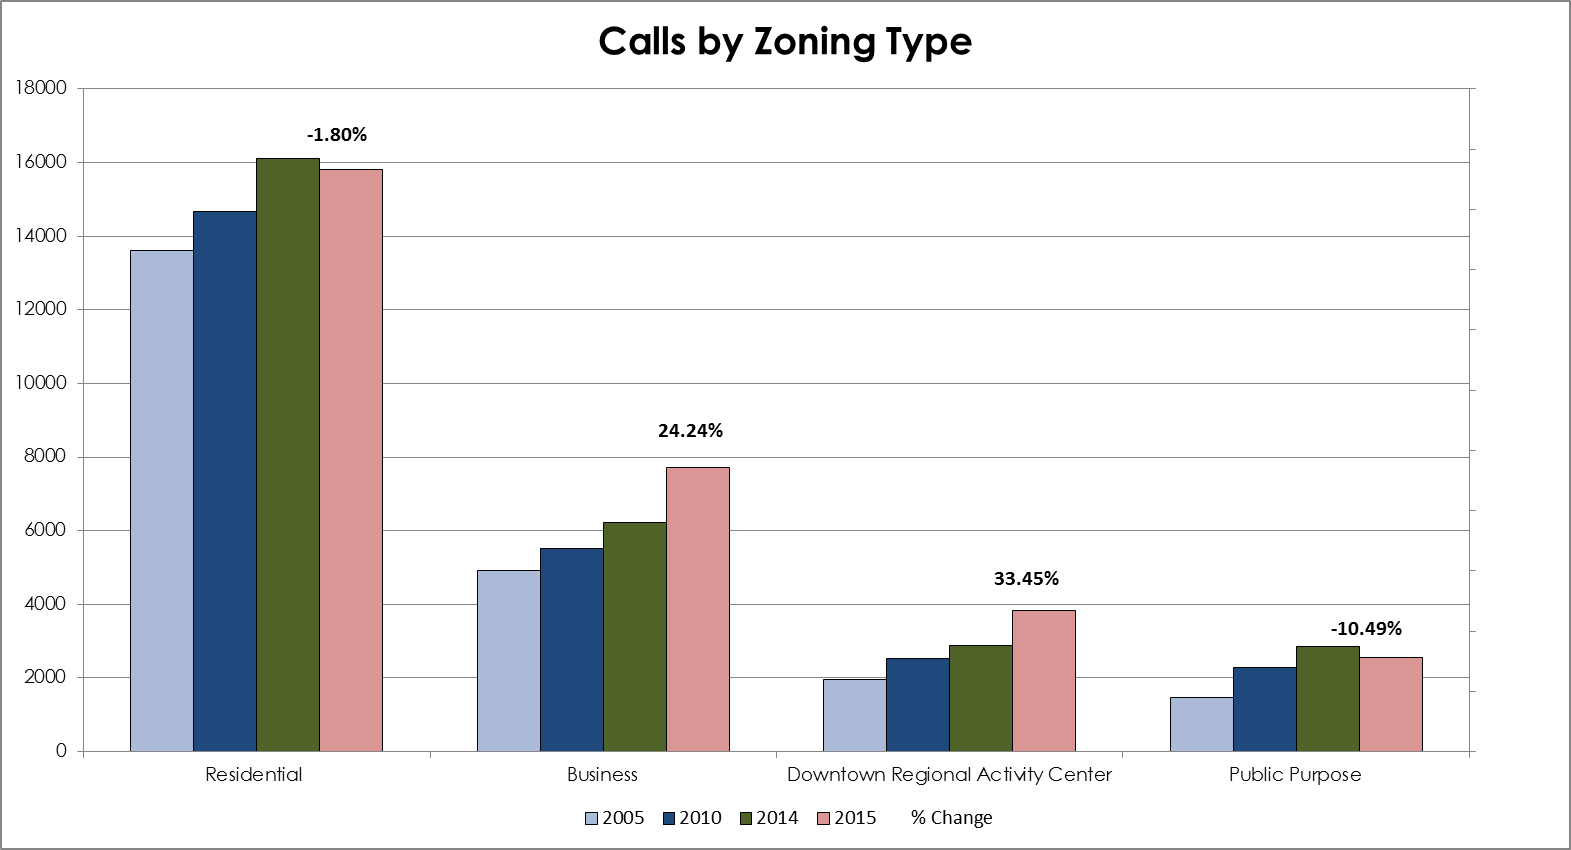 Calls by Zoning Type
18000
16000
14000
12000
10000
8000
6000
4000
2000
0
-1.80%
24.24%
33.45%
-10.49%
Residential
Business
Downtown Regional Activity Center
Public Purpose
2005 2010 2014 2015 % Change